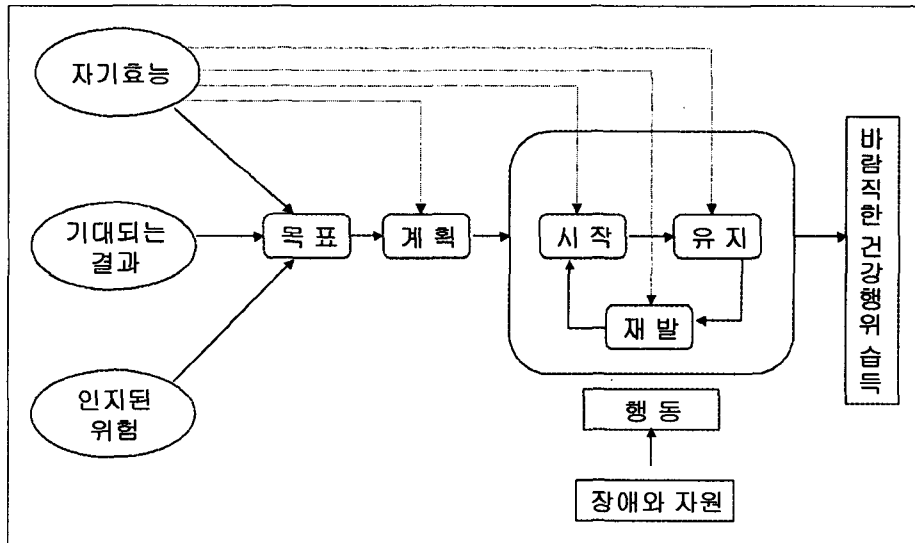 자기효능
기대되는
결과
인지된
위험
목표
계획
시작
유지
재발
행동
장애와 자원
바람직한 건강행위 습득